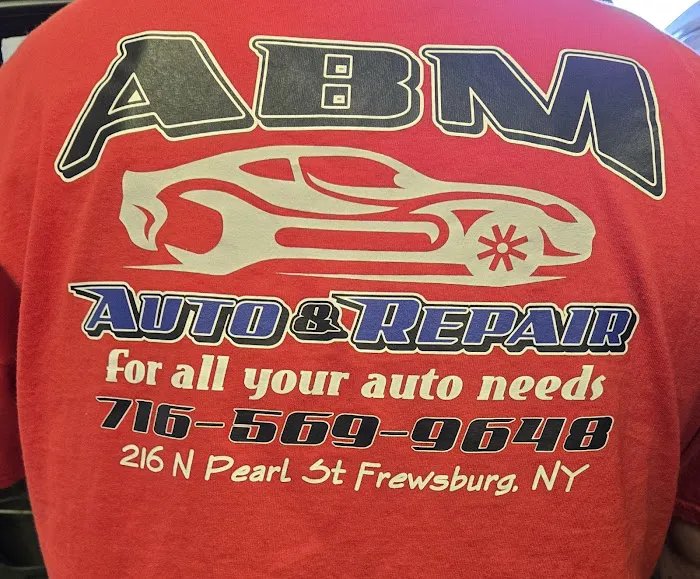 ABM
AUTO & REPAIR
for all your auto needs
716-569-9648
216 N Pearl St Frewsburg, NY